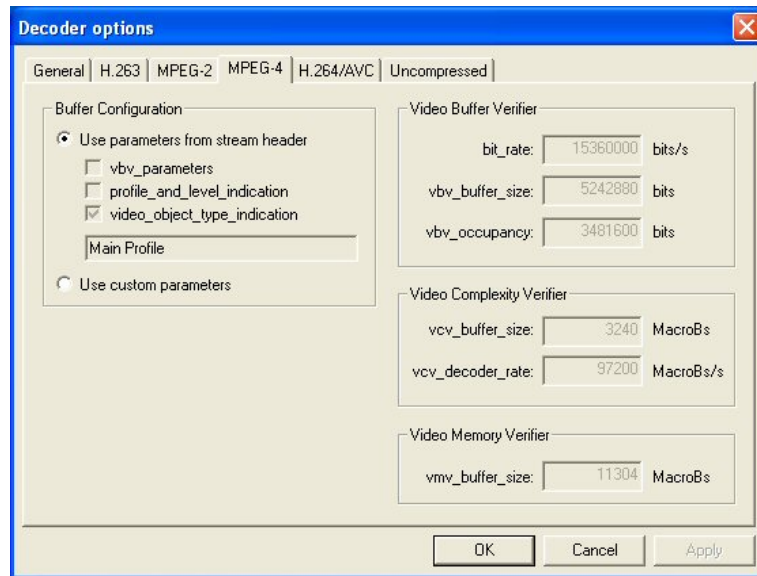 Decoder options
General
H.263
MPEG-2
MPEG-4
H.264/AVC
Uncompressed
Buffer Configuration
Use parameters from stream header
vbv_parameters
profile_and_level_indication
video_object_type_indication
Main Profile
Use custom parameters
Video Buffer Verifier
bit_rate: 15360000 bits/s
vbv_buffer_size: 5242880 bits
vbv_occupancy: 3481600 bits
Video Complexity Verifier
vcv_buffer_size: 3240 MacroBs
vcv_decoder_rate: 97200 MacroBs/s
Video Memory Verifier
vmv_buffer_size: 11304 MacroBs
OK
Cancel
Apply